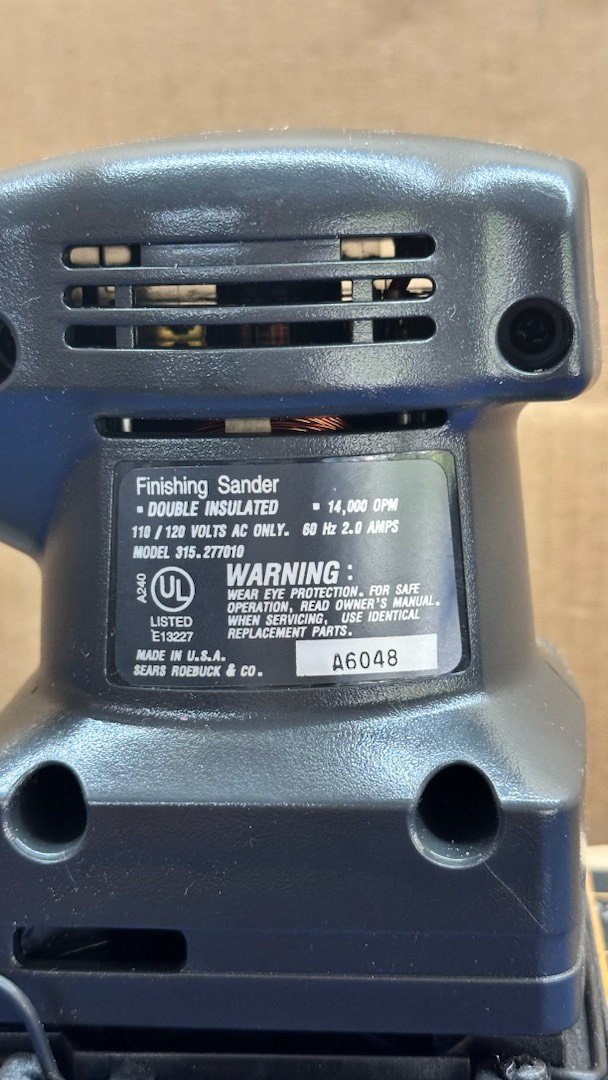 Finishing Sander
▪ DOUBLE INSULATED ▪ 14,000 OPM
110 / 120 VOLTS AC ONLY. 60 Hz 2.0 AMPS
MODEL 315.277010
A240
UL
LISTED
E13227
WARNING :
WEAR EYE PROTECTION. FOR SAFE
OPERATION, READ OWNER'S MANUAL.
WHEN SERVICING, USE IDENTICAL
REPLACEMENT PARTS.
MADE IN U.S.A.
SEARS ROEBUCK & CO.
A6048